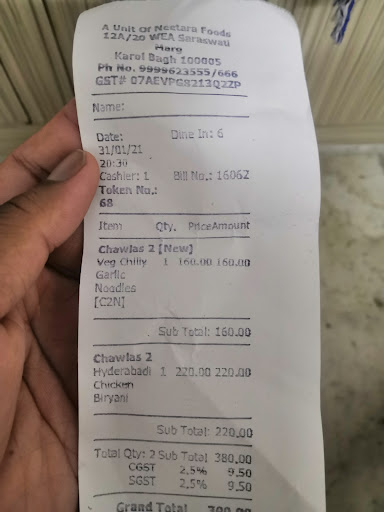 A Unit Of Neetara Foods
12A/20 WEA Saraswati
Marg
Karol Bagh 100005
Ph No. 9999623555/666
GST# 07AEVPG8213Q2ZP
Name:
Date: Dine In: 6
31/01/21
20:30
Cashier: 1 Bill No.: 16062
Token No.:
68
Item Qty. Price Amount
Chawlas 2 [New]
Veg Chilly 1 160.00 160.00
Garlic
Noodles
[C2N]
Sub Total: 160.00
Chawlas 2
Hyderabadi 1 220.00 220.00
Chicken
Biryani
Sub Total: 220.00
Total Qty: 2 Sub Total 380.00
CGST 2.5% 9.50
SGST 2.5% 9.50
Grand Total